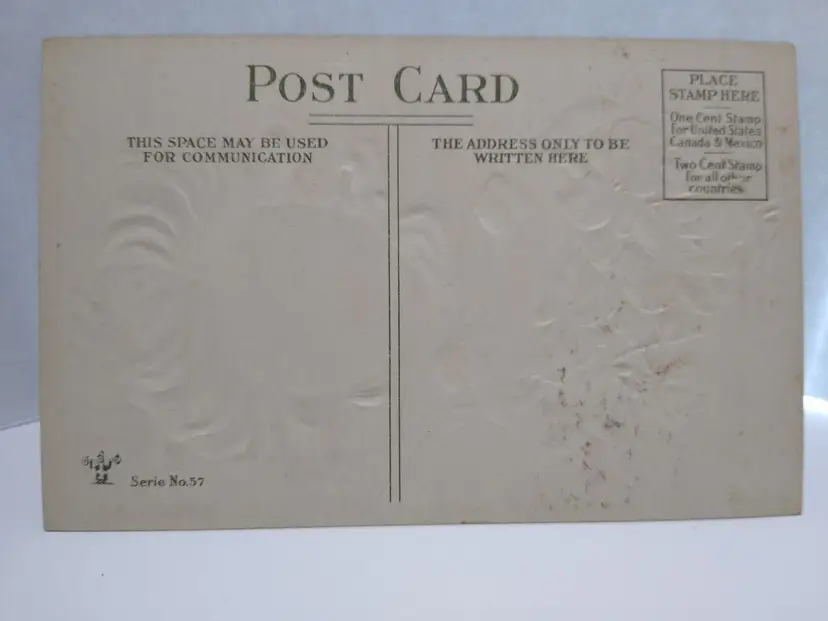 POST CARD
THIS SPACE MAY BE USED
FOR COMMUNICATION
THE ADDRESS ONLY TO BE
WRITTEN HERE
PLACE
STAMP HERE
One Cent Stamp
for United States
Canada & Mexico
Two Cent Stamp
for all other
countries
Serie No.57